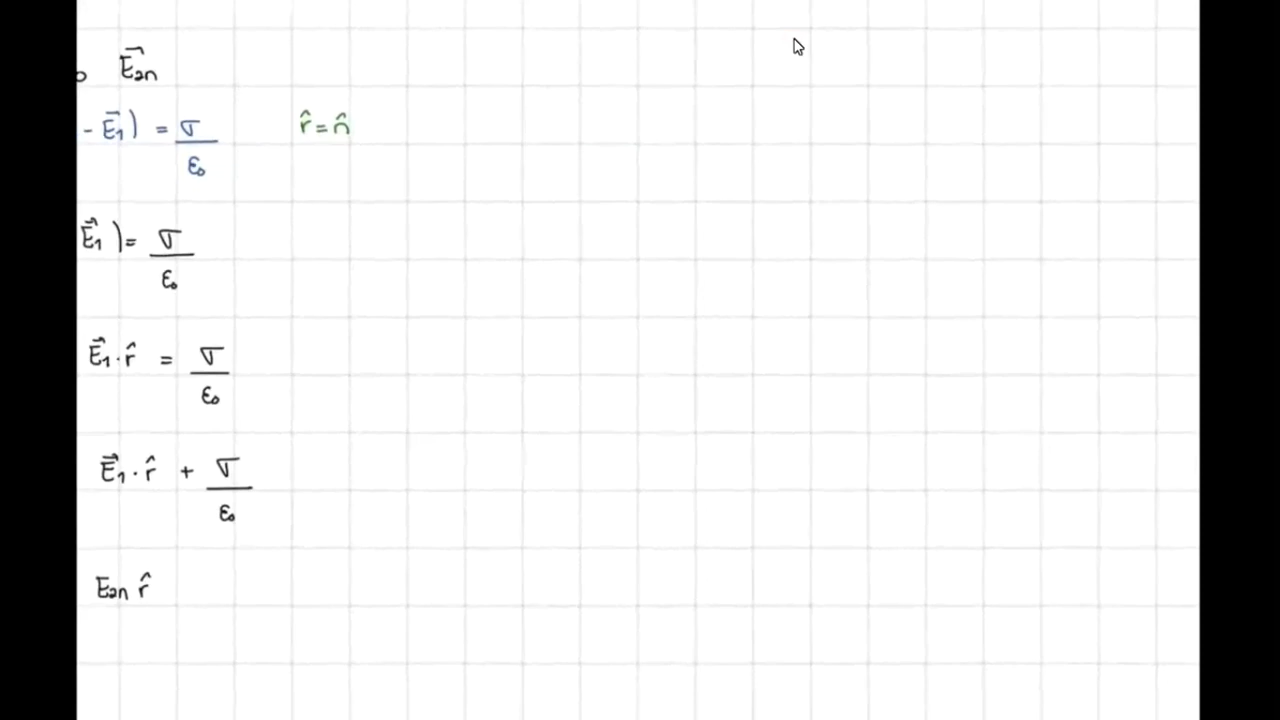 o E⃗₂n
- E⃗₁) = σ/ε₀ r̂ = n̂
E⃗₁) = σ/ε₀
E⃗₁ · r̂ = σ/ε₀
E⃗₁ · r̂ + σ/ε₀
E₂n r̂